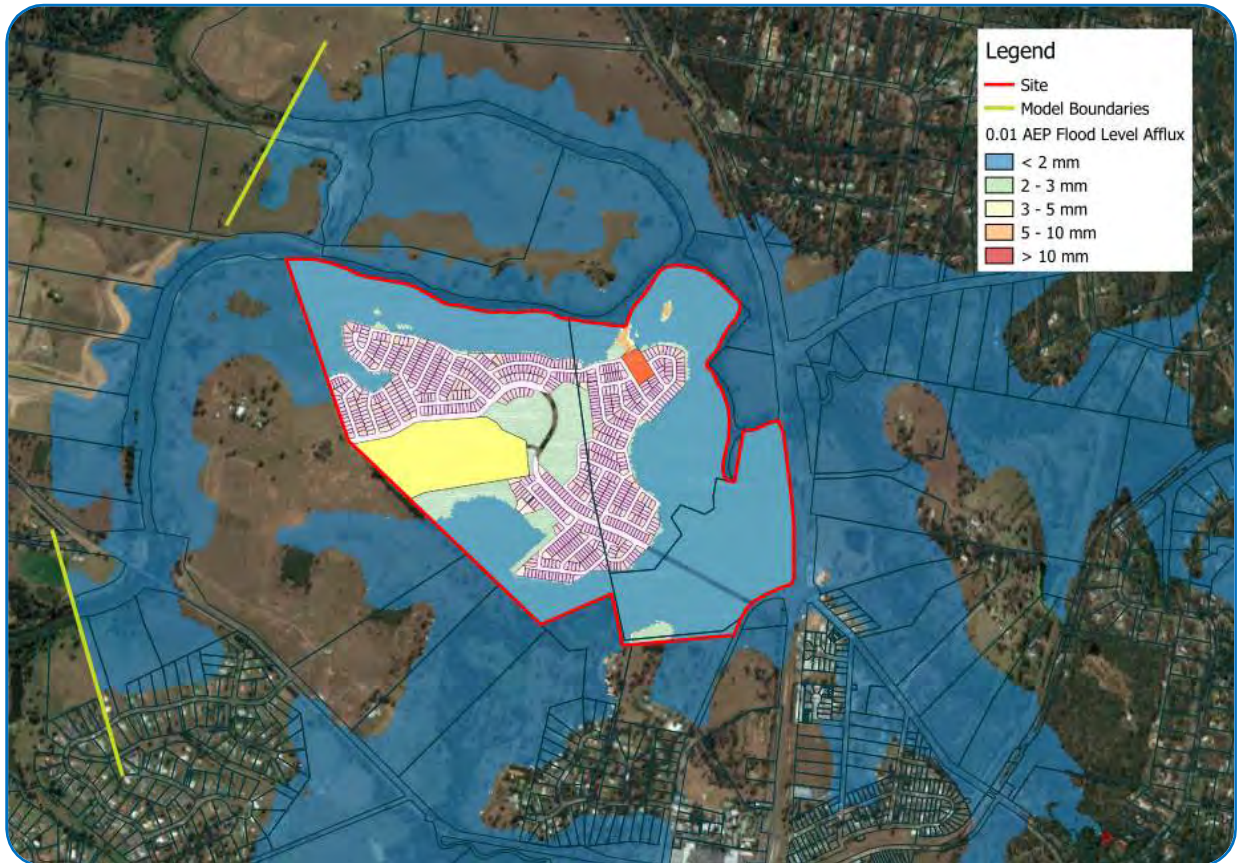 Legend
Site
Model Boundaries
0.01 AEP Flood Level Afflux
< 2 mm
2 - 3 mm
3 - 5 mm
5 - 10 mm
> 10 mm